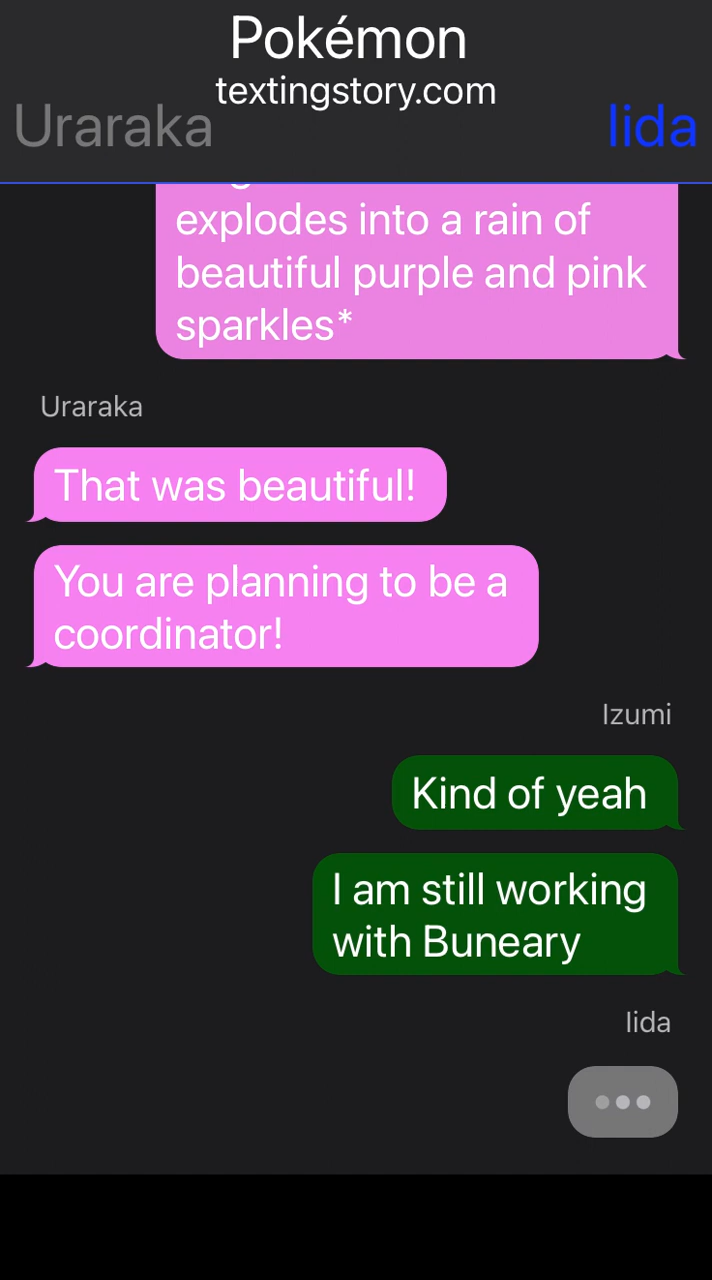 Pokémon
textingstory.com
Uraraka
Iida
explodes into a rain of
beautiful purple and pink
sparkles*
Uraraka
That was beautiful!
You are planning to be a
coordinator!
Izumi
Kind of yeah
I am still working
with Buneary
Iida